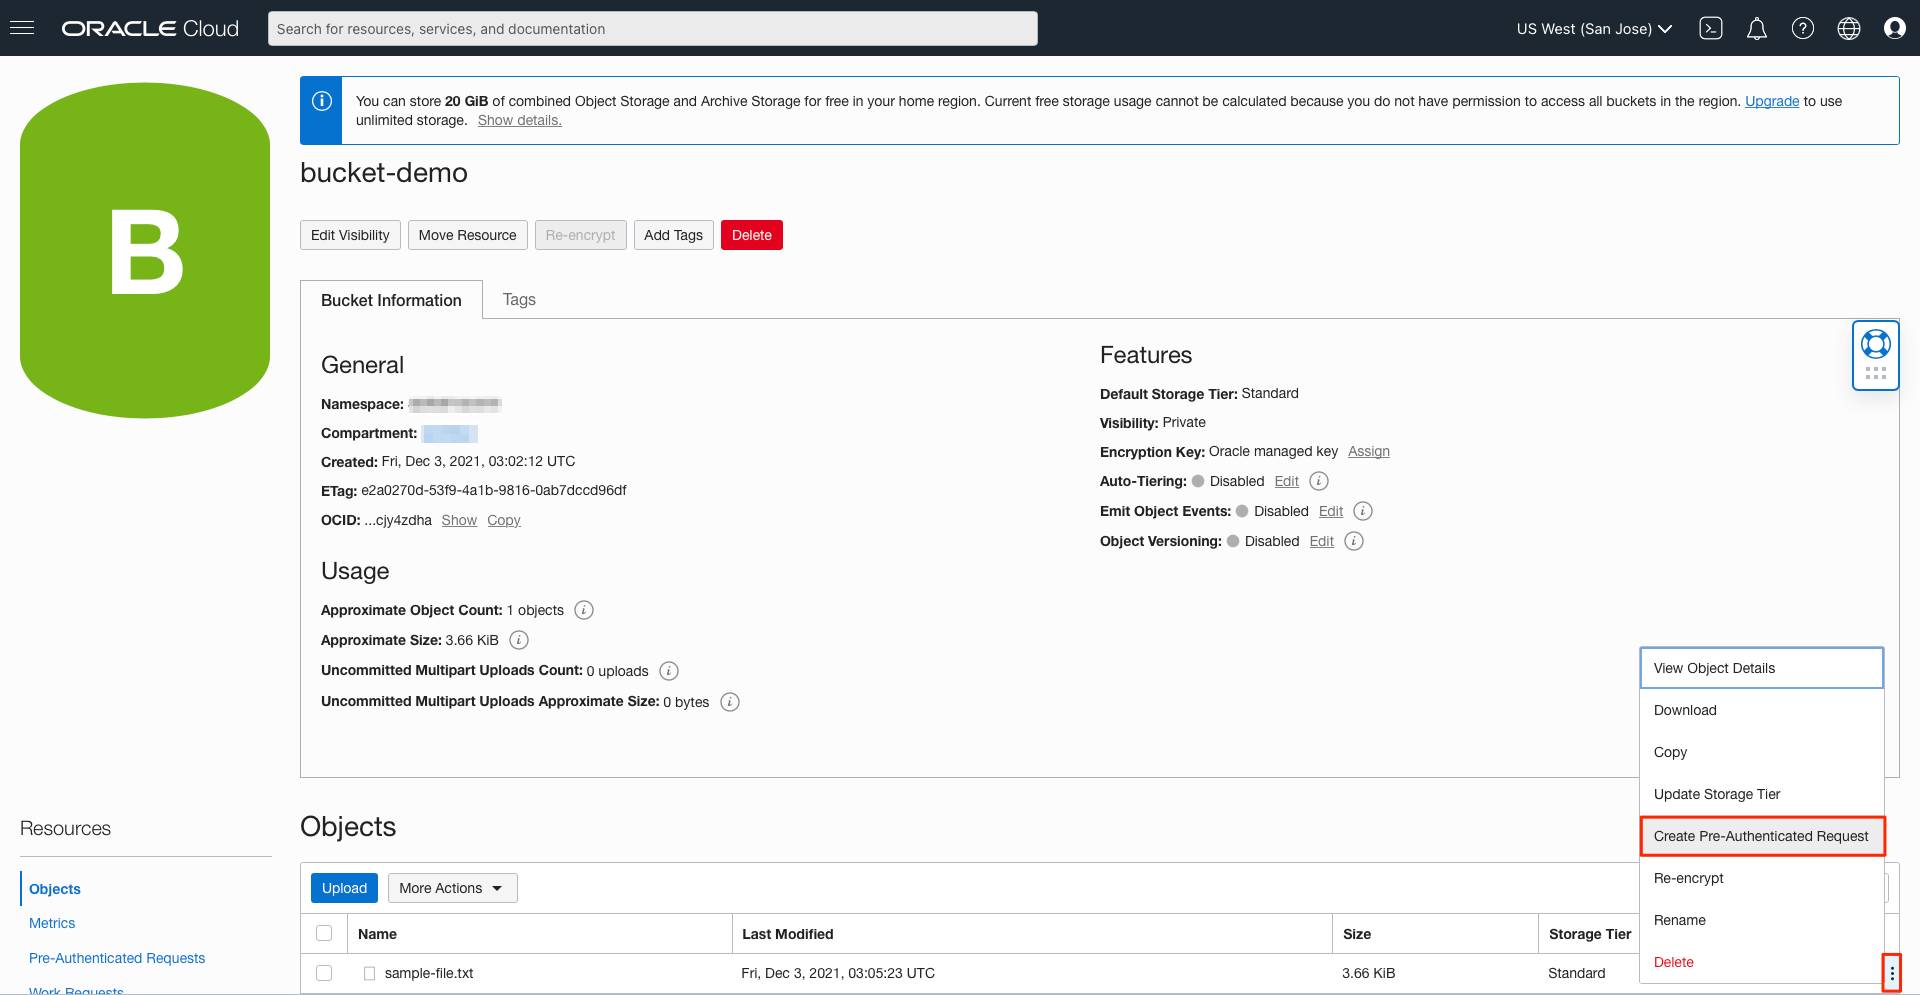 ORACLE Cloud
Search for resources, services, and documentation
US West (San Jose)
B
You can store 20 GiB of combined Object Storage and Archive Storage for free in your home region. Current free storage usage cannot be calculated because you do not have permission to access all buckets in the region. Upgrade to use
unlimited storage. Show details.
bucket-demo
Edit Visibility
Move Resource
Re-encrypt
Add Tags
Delete
Bucket Information
Tags
General
Namespace:
Compartment:
Created: Fri, Dec 3, 2021, 03:02:12 UTC
ETag: e2a0270d-53f9-4a1b-9816-0ab7dccd96df
OCID: ...cjy4zdha Show Copy
Usage
Approximate Object Count: 1 objects
Approximate Size: 3.66 KiB
Uncommitted Multipart Uploads Count: 0 uploads
Uncommitted Multipart Uploads Approximate Size: 0 bytes
Features
Default Storage Tier: Standard
Visibility: Private
Encryption Key: Oracle managed key Assign
Auto-Tiering: Disabled Edit
Emit Object Events: Disabled Edit
Object Versioning: Disabled Edit
View Object Details
Download
Copy
Update Storage Tier
Create Pre-Authenticated Request
Re-encrypt
Rename
Delete
Resources
Objects
Metrics
Pre-Authenticated Requests
Work Requests
Objects
Upload
More Actions
Name Last Modified Size Storage Tier
sample-file.txt Fri, Dec 3, 2021, 03:05:23 UTC 3.66 KiB Standard